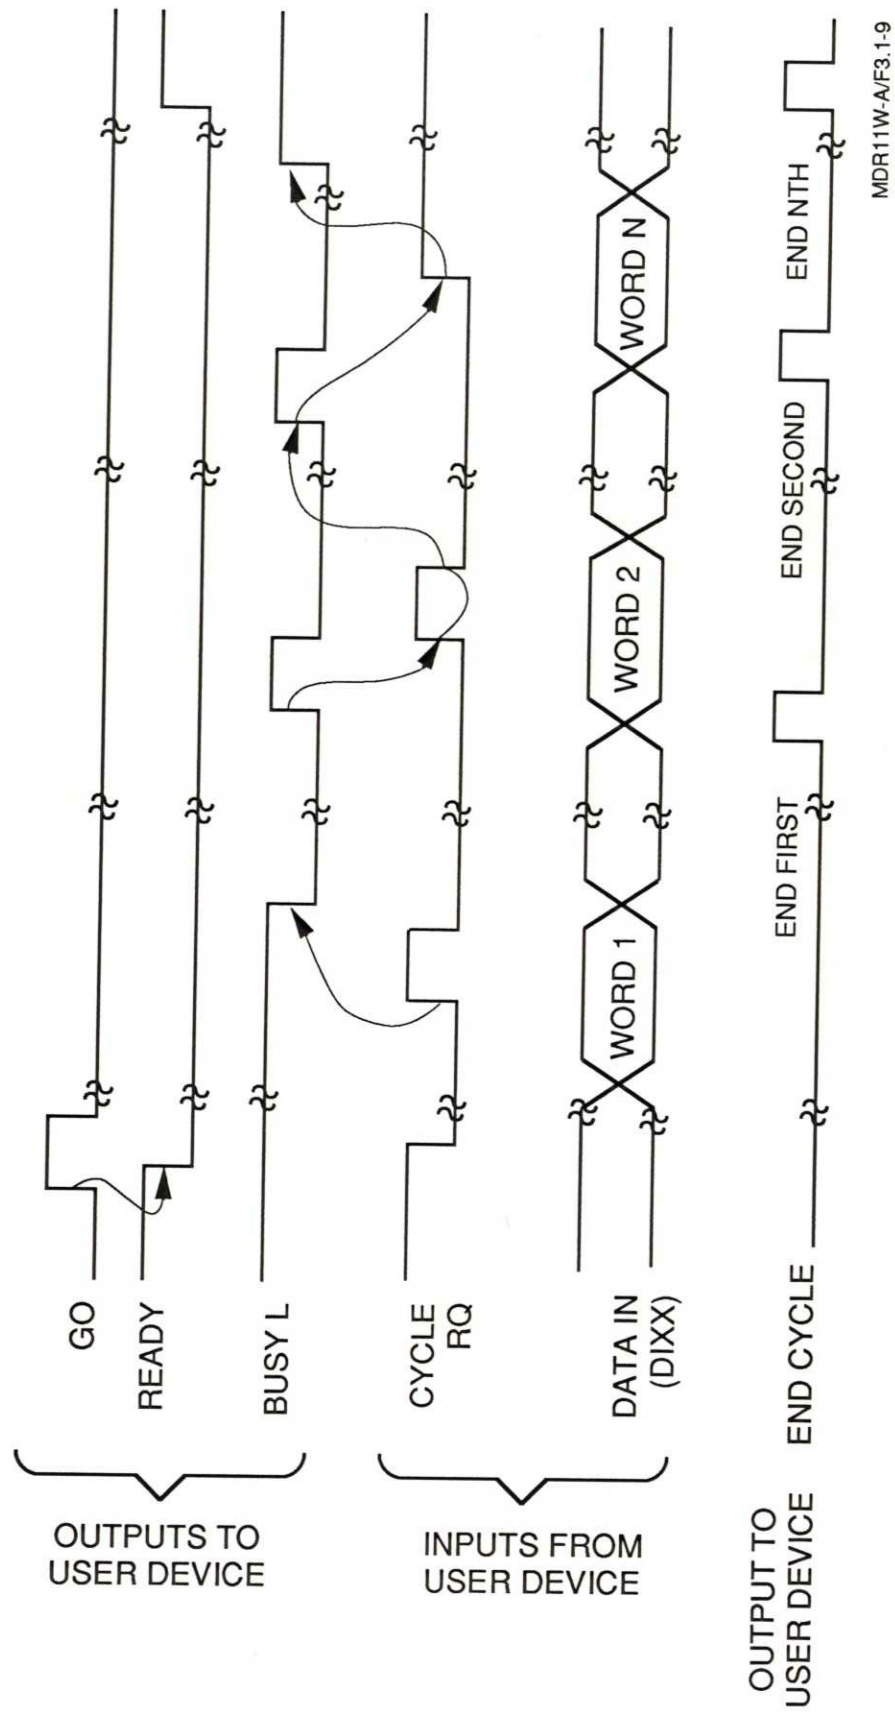 OUTPUTS TO
USER DEVICE
GO
READY
BUSY L
INPUTS FROM
USER DEVICE
CYCLE
RQ
DATA IN
(DIXX)
WORD 1
WORD 2
WORD N
OUTPUT TO
USER DEVICE
END CYCLE
END FIRST
END SECOND
END NTH
MDR11W-A/F3.1-9